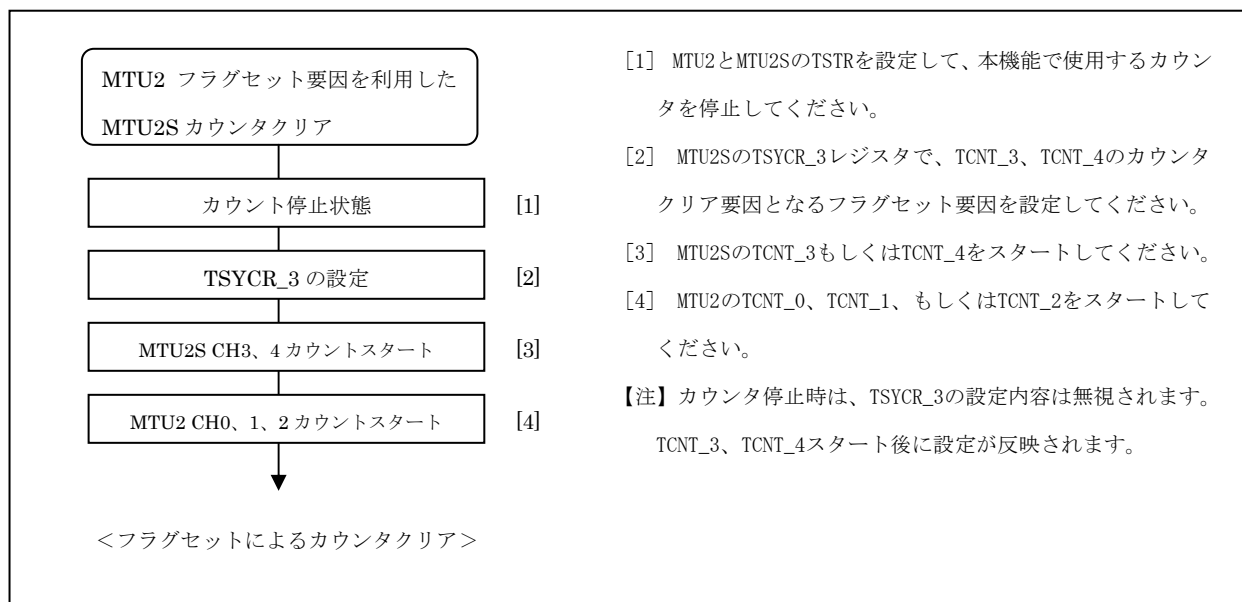 MTU2 フラグセット要因を利用した
MTU2S カウンタクリア
カウント停止状態 [1]
TSYCR_3 の設定 [2]
MTU2S CH3、4 カウントスタート [3]
MTU2 CH0、1、2 カウントスタート [4]
＜フラグセットによるカウンタクリア＞
[1] MTU2とMTU2SのTSTRを設定して、本機能で使用するカウン
タを停止してください。
[2] MTU2SのTSYCR_3レジスタで、TCNT_3、TCNT_4のカウンタ
クリア要因となるフラグセット要因を設定してください。
[3] MTU2SのTCNT_3もしくはTCNT_4をスタートしてください。
[4] MTU2のTCNT_0、TCNT_1、もしくはTCNT_2をスタートして
ください。
【注】カウンタ停止時は、TSYCR_3の設定内容は無視されます。
TCNT_3、TCNT_4スタート後に設定が反映されます。